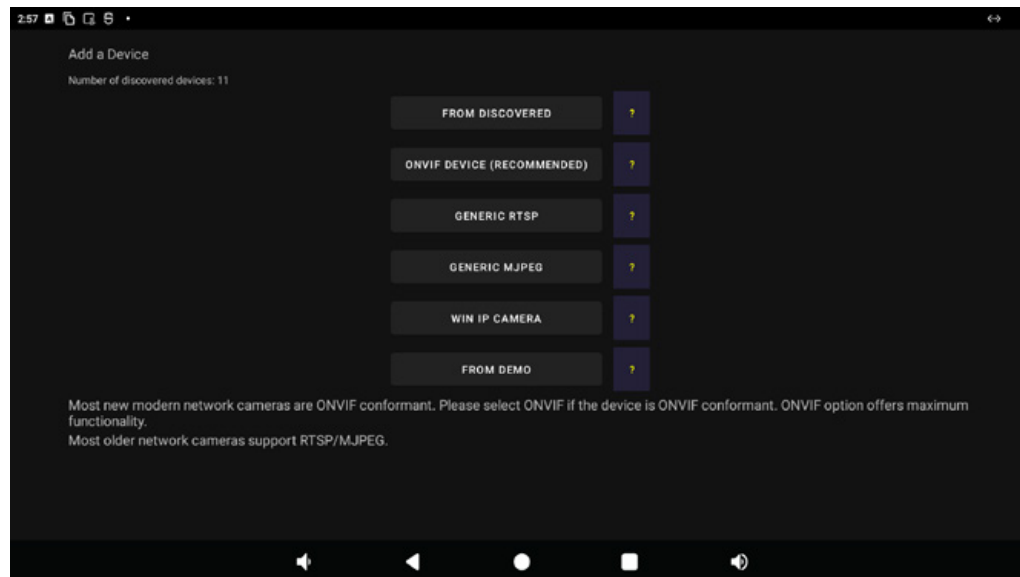 2:57
Add a Device
Number of discovered devices: 11
FROM DISCOVERED ?
ONVIF DEVICE (RECOMMENDED) ?
GENERIC RTSP ?
GENERIC MJPEG ?
WIN IP CAMERA ?
FROM DEMO ?
Most new modern network cameras are ONVIF conformant. Please select ONVIF if the device is ONVIF conformant. ONVIF option offers maximum
functionality.
Most older network cameras support RTSP/MJPEG.